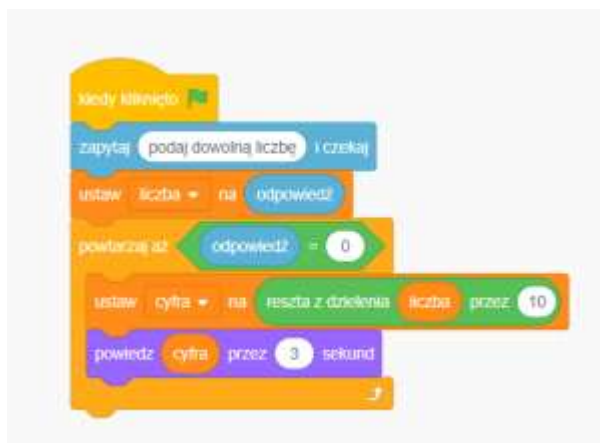 kiedy kliknięto
zapytaj podaj dowolną liczbę i czekaj
ustaw liczba na odpowiedź
powtarzaj aż odpowiedź = 0
ustaw cyfra na reszta z dzielenia liczba przez 10
powiedz cyfra przez 3 sekund